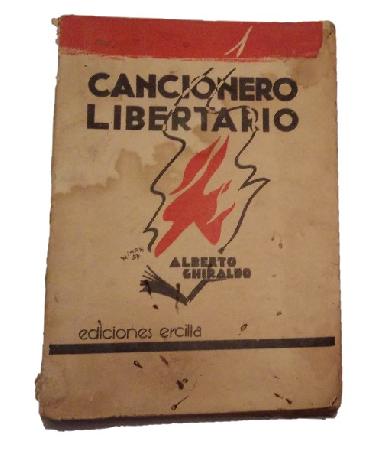 CANCIONERO
LIBERTARIO
ALBERTO
GHIRALDO
ediciones ercilla